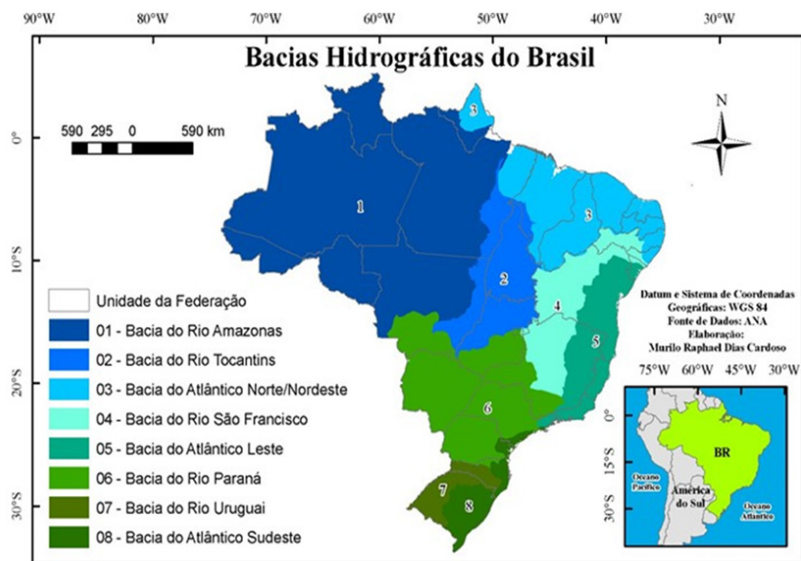 90°W 80°W 70°W 60°W 50°W 40°W 30°W
Bacias Hidrográficas do Brasil
590 295 0 590 km
N
0°
10°S
20°S
30°S
0°
10°S
20°S
30°S
3
1
3
2
4
5
6
7
8
Unidade da Federação
01 - Bacia do Rio Amazonas
02 - Bacia do Rio Tocantins
03 - Bacia do Atlântico Norte/Nordeste
04 - Bacia do Rio São Francisco
05 - Bacia do Atlântico Leste
06 - Bacia do Rio Paraná
07 - Bacia do Rio Uruguai
08 - Bacia do Atlântico Sudeste
Datum e Sistema de Coordenadas
Geográficas: WGS 84
Fonte de Dados: ANA
Elaboração:
Murilo Raphael Dias Cardoso
75°W 60°W 45°W 30°W
0°
15°S
30°S
BR
Oceano
Pacífico
América
do Sul
Oceano
Atlântico